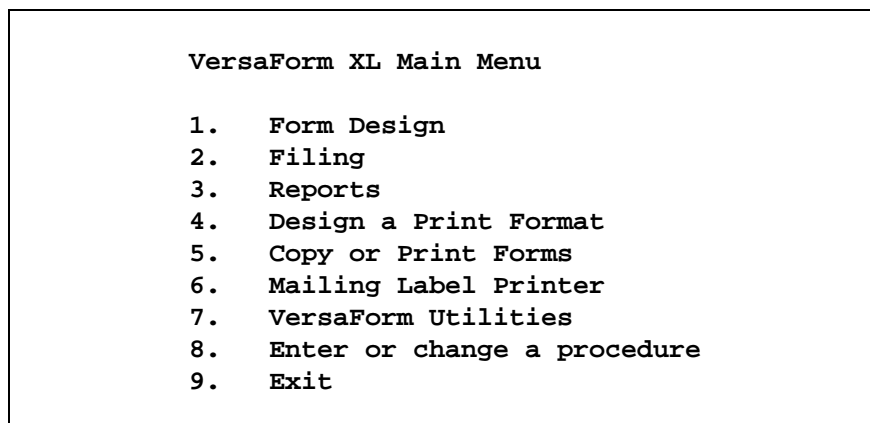 VersaForm XL Main Menu
1. Form Design
2. Filing
3. Reports
4. Design a Print Format
5. Copy or Print Forms
6. Mailing Label Printer
7. VersaForm Utilities
8. Enter or change a procedure
9. Exit